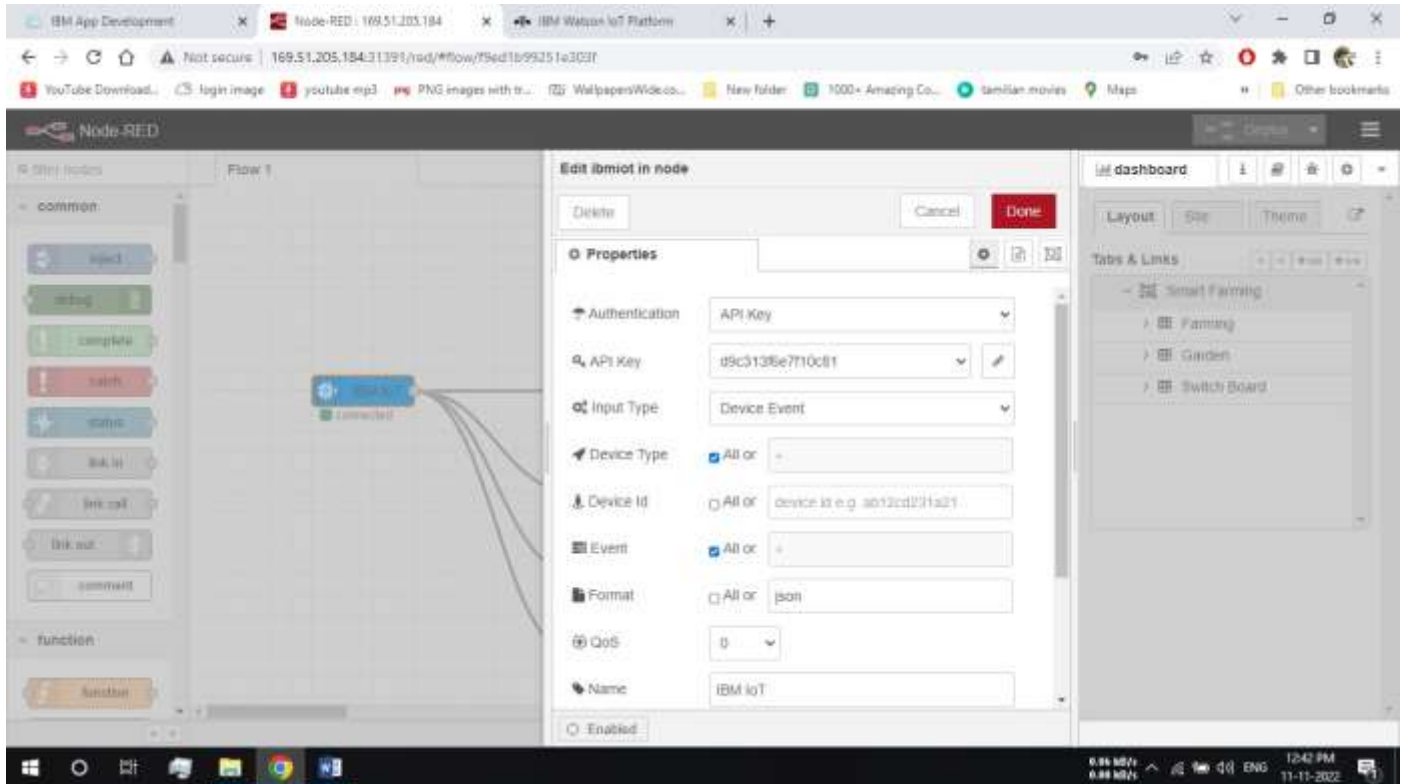 IBM App Development
Node-RED : 169.51.205.184
IBM Watson IoT Platform
Not secure
169.51.205.184:31391/red/#flow/f9ed1b99251e303f
YouTube Download...
login image
youtube mp3
PNG images with tr...
WallpapersWide.co...
New folder
1000+ Amazing Co...
tamilan movies
Maps
Other bookmarks
Node-RED
Deploy
filter nodes
Flow 1
Edit ibmiot in node
dashboard
common
Delete
Cancel
Done
Layout
Site
Theme
inject
Properties
Tabs & Links
debug
Smart Farming
complete
Authentication
API Key
Farming
catch
API Key
Garden
status
IBM IoT
connected
Input Type
Device Event
Switch Board
link in
Device Type
All or
link call
Device Id
All or
device id e.g. ab12cd231a21
link out
Event
All or
comment
Format
All or
json
function
QoS
0
function
Name
IBM IoT
Enabled
ENG
12:42 PM
11-11-2022